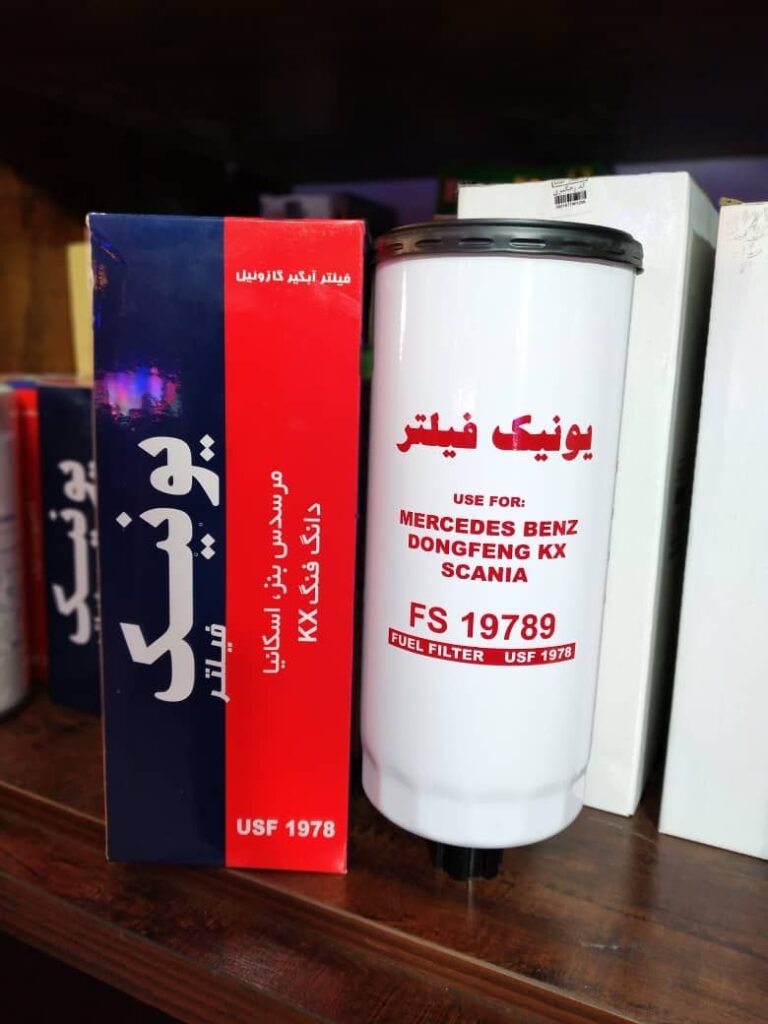 فیلتر آبگیر گازوئیل
یونیک
فیلتر
مرسدس بنز، اسکانیا
دانگ فنگ KX
USF 1978
یونیک فیلتر
USE FOR:
MERCEDES BENZ
DONGFENG KX
SCANIA
FS 19789
FUEL FILTER USF 1978
یونیک